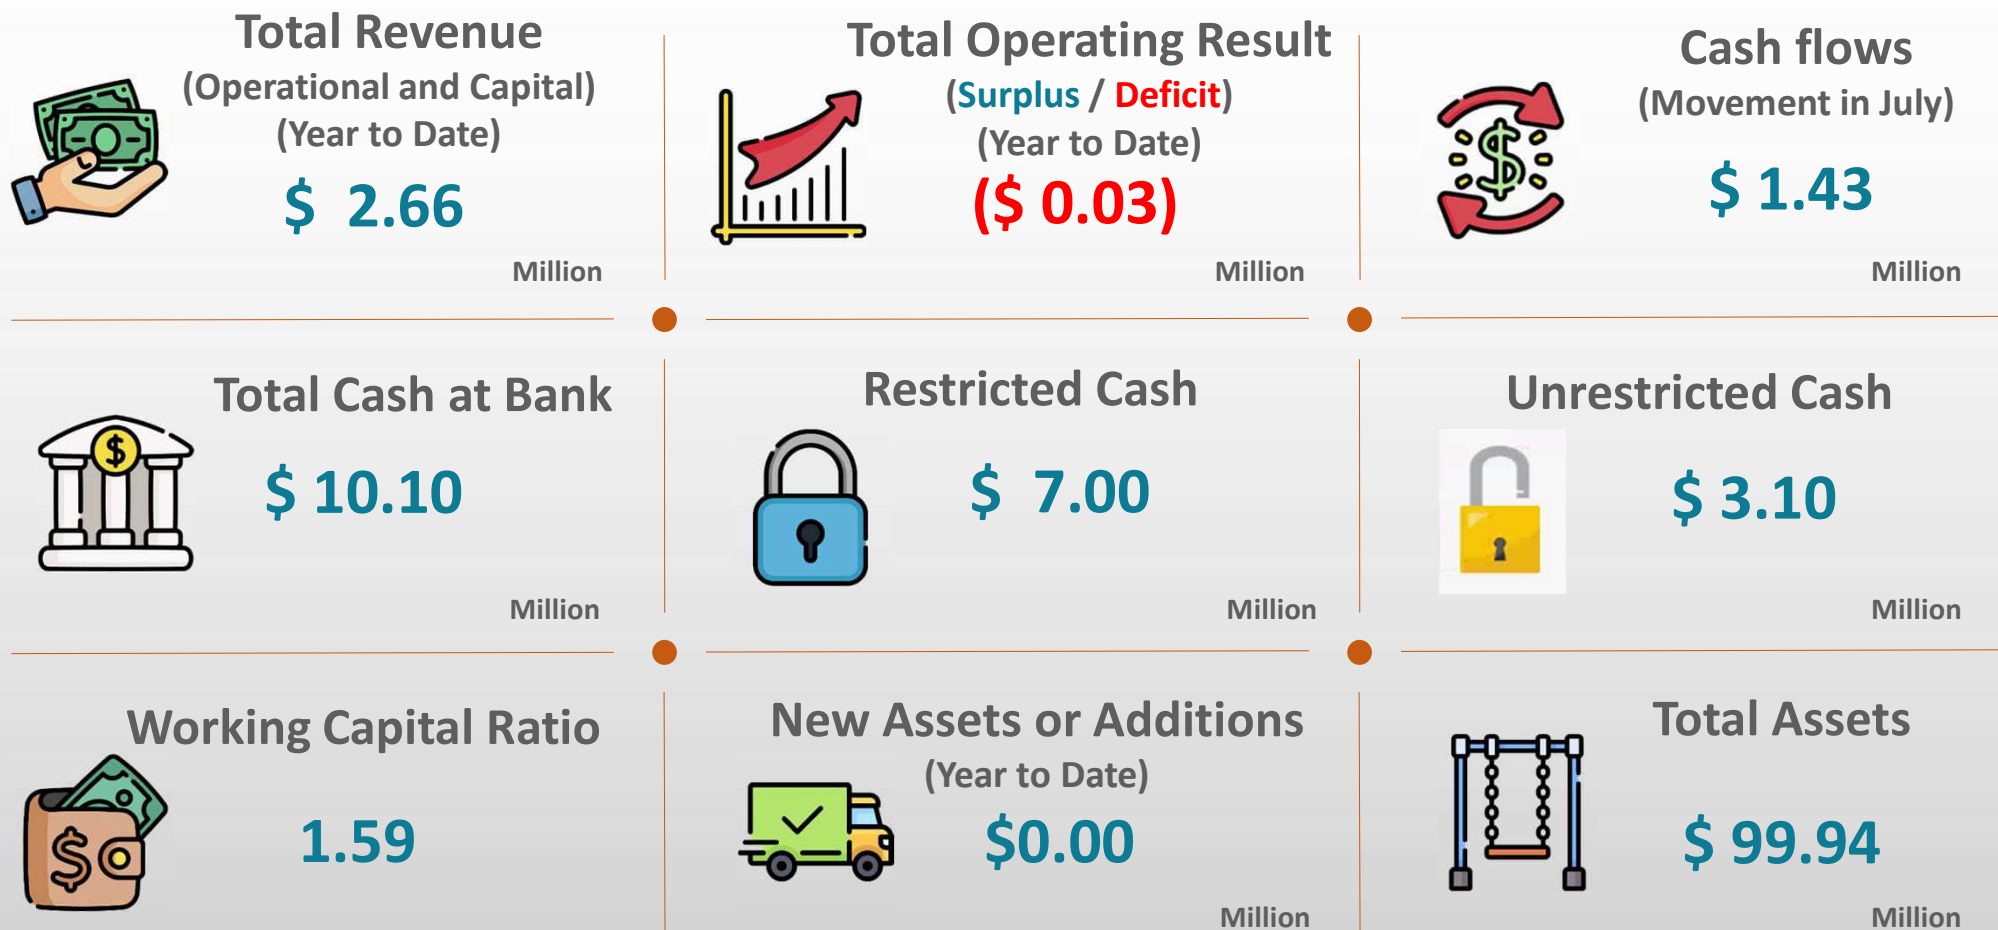 Total Revenue
(Operational and Capital)
(Year to Date)
$ 2.66
Million
Total Operating Result
(Surplus / Deficit)
(Year to Date)
($ 0.03)
Million
Cash flows
(Movement in July)
$ 1.43
Million
Total Cash at Bank
$ 10.10
Million
Restricted Cash
$ 7.00
Million
Unrestricted Cash
$ 3.10
Million
Working Capital Ratio
1.59
New Assets or Additions
(Year to Date)
$0.00
Million
Total Assets
$ 99.94
Million